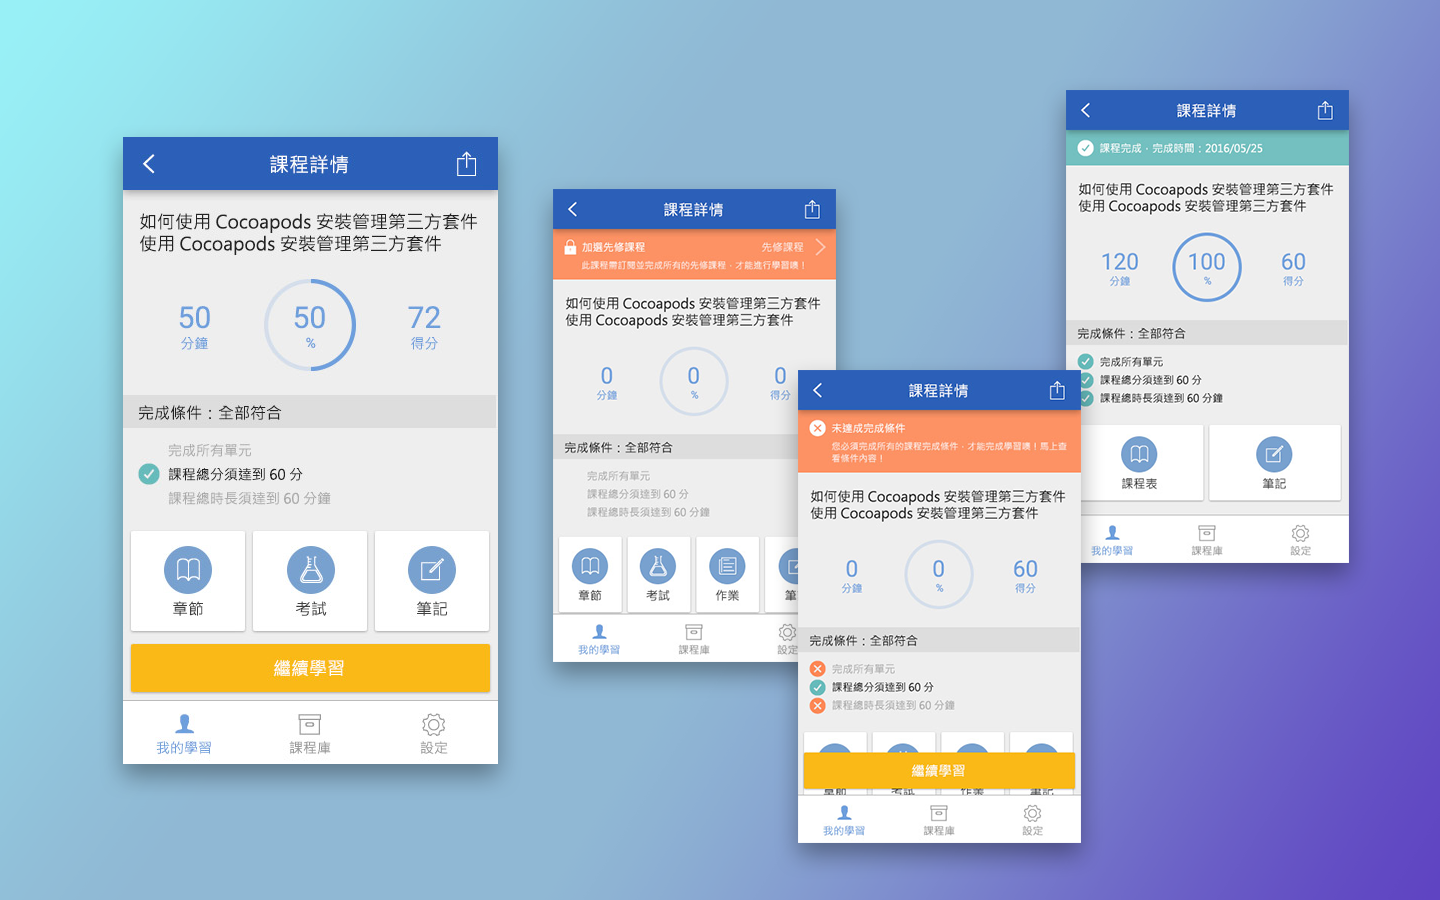 課程詳情
如何使用 Cocoapods 安裝管理第三方套件
使用 Cocoapods 安裝管理第三方套件
50
分鐘
50
%
72
得分
完成條件：全部符合
完成所有單元
課程總分須達到 60 分
課程總時長須達到 60 分鐘
章節
考試
筆記
繼續學習
我的學習
課程庫
設定
課程詳情
加選先修課程
先修課程
此課程需訂閱並完成所有的先修課程，才能進行學習噢！
如何使用 Cocoapods 安裝管理第三方套件
使用 Cocoapods 安裝管理第三方套件
0
分鐘
0
%
0
得分
完成條件：全部符合
完成所有單元
課程總分須達到 60 分
課程總時長須達到 60 分鐘
章節
考試
作業
筆
我的學習
課程庫
設定
課程詳情
未達成完成條件
您必須完成所有的課程完成條件，才能完成學習噢！馬上查
看條件內容！
如何使用 Cocoapods 安裝管理第三方套件
使用 Cocoapods 安裝管理第三方套件
0
分鐘
0
%
60
得分
完成條件：全部符合
完成所有單元
課程總分須達到 60 分
課程總時長須達到 60 分鐘
繼續學習
章節
考試
作業
筆記
我的學習
課程庫
設定
課程詳情
課程完成，完成時間：2016/05/25
如何使用 Cocoapods 安裝管理第三方套件
使用 Cocoapods 安裝管理第三方套件
120
分鐘
100
%
60
得分
完成條件：全部符合
完成所有單元
課程總分須達到 60 分
課程總時長須達到 60 分鐘
課程表
筆記
我的學習
課程庫
設定